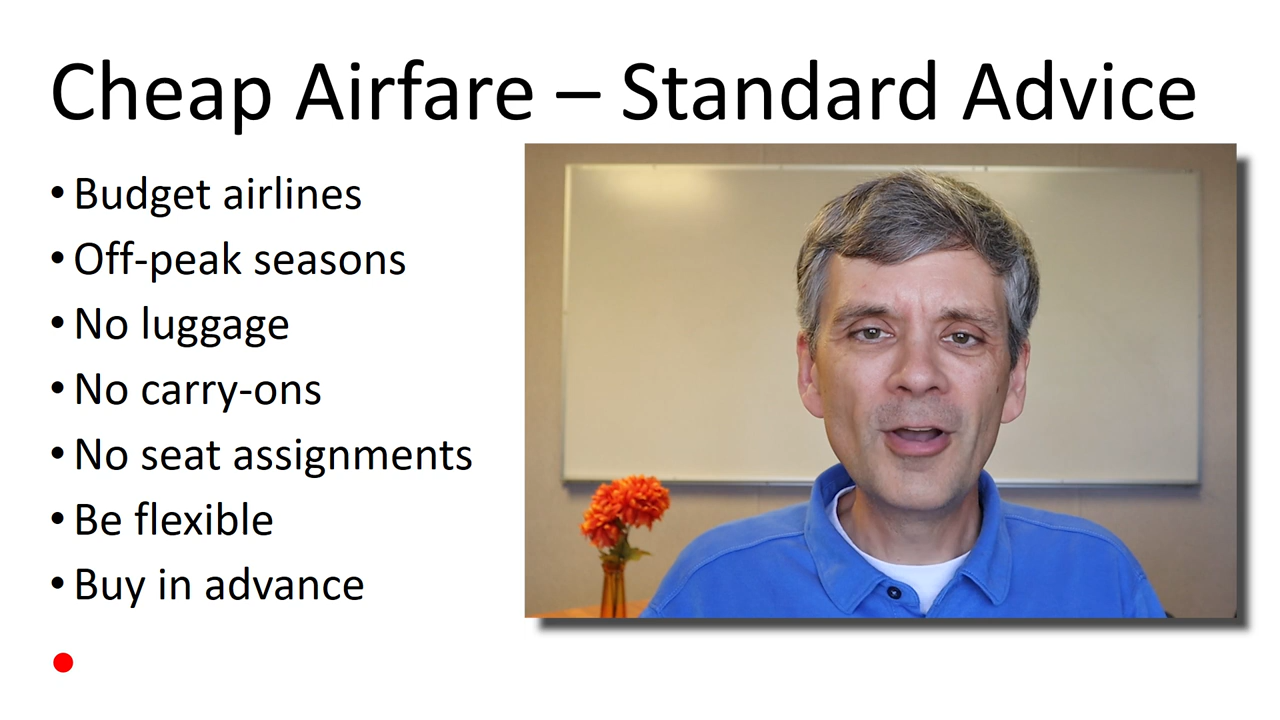 Cheap Airfare – Standard Advice
• Budget airlines
• Off-peak seasons
• No luggage
• No carry-ons
• No seat assignments
• Be flexible
• Buy in advance